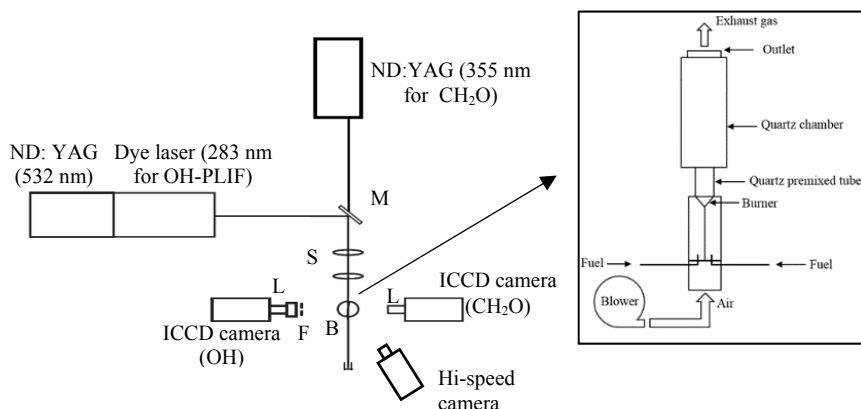 ND:YAG (355 nm
for CH₂O)
ND: YAG
(532 nm)
Dye laser (283 nm
for OH-PLIF)
M
S
L
F
B
L
ICCD camera
(OH)
ICCD camera
(CH₂O)
Hi-speed
camera
Exhaust gas
Outlet
Quartz chamber
Quartz premixed tube
Burner
Fuel
Fuel
Blower
Air